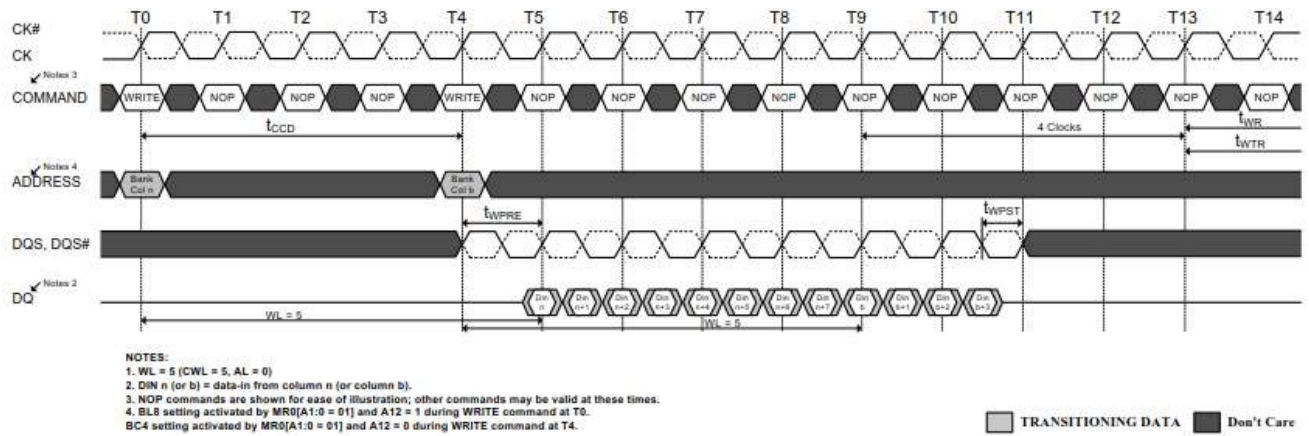 T0 T1 T2 T3 T4 T5 T6 T7 T8 T9 T10 T11 T12 T13 T14
CK#
CK
Notes 3
COMMAND WRITE NOP NOP NOP WRITE NOP NOP NOP NOP NOP NOP NOP NOP NOP NOP
tCCD 4 Clocks tWR
tWTR
Notes 4
ADDRESS Bank Col n Bank Col b
tWPRE tWPST
DQS, DQS#
Notes 2
DQ Din n Din n+1 Din n+2 Din n+3 Din n+4 Din n+5 Din n+6 Din n+7 Din b Din b+1 Din b+2 Din b+3
WL = 5 WL = 5
NOTES:
1. WL = 5 (CWL = 5, AL = 0)
2. DIN n (or b) = data-in from column n (or column b).
3. NOP commands are shown for ease of illustration; other commands may be valid at these times.
4. BL8 setting activated by MR0[A1:0 = 01] and A12 = 1 during WRITE command at T0.
BC4 setting activated by MR0[A1:0 = 01] and A12 = 0 during WRITE command at T4.
TRANSITIONING DATA Don't Care